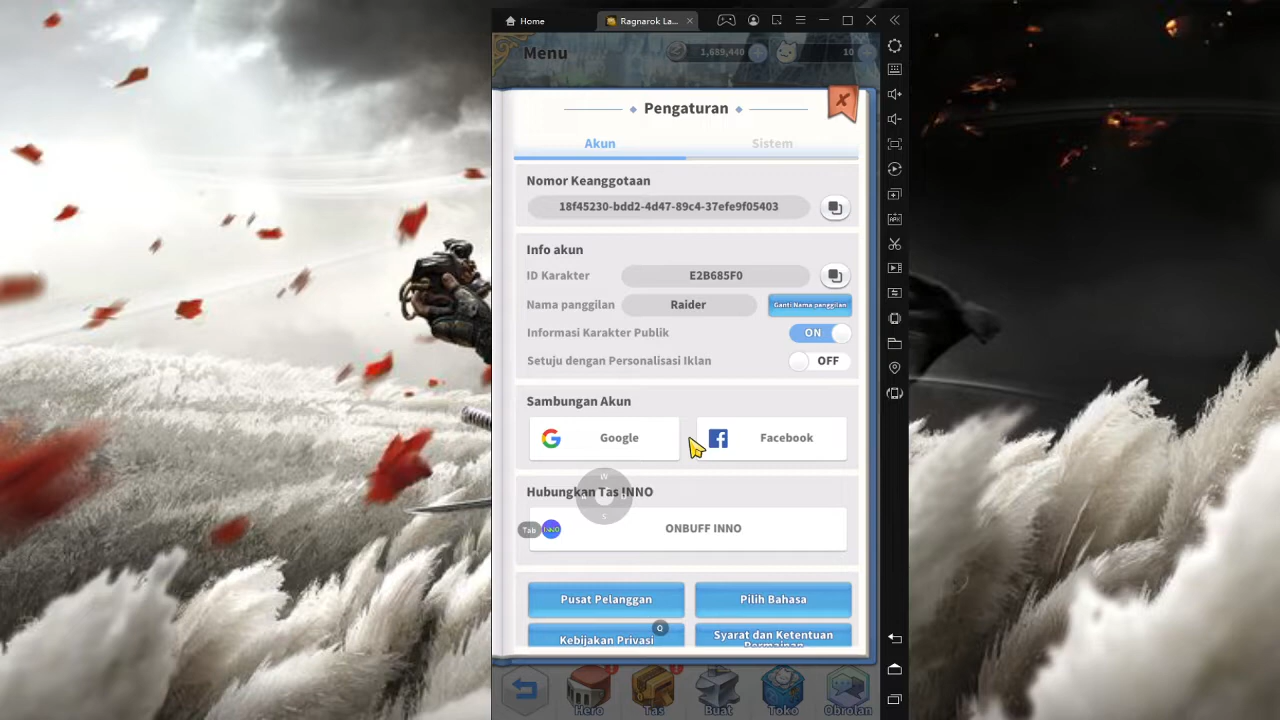 Home
Ragnarok La...
Menu
1,689,440
10
Pengaturan
Akun
Sistem
Nomor Keanggotaan
18f45230-bdd2-4d47-89c4-37efe9f05403
Info akun
ID Karakter
E2B685F0
Nama panggilan
Raider
Ganti Nama panggilan
Informasi Karakter Publik
ON
Setuju dengan Personalisasi Iklan
OFF
Sambungan Akun
Google
Facebook
Hubungkan Tas INNO
W
S
Tab
INNO
ONBUFF INNO
Pusat Pelanggan
Pilih Bahasa
Kebijakan Privasi
Q
Syarat dan Ketentuan
Permainan
Hero
Tas
Buat
Toko
Obrolan